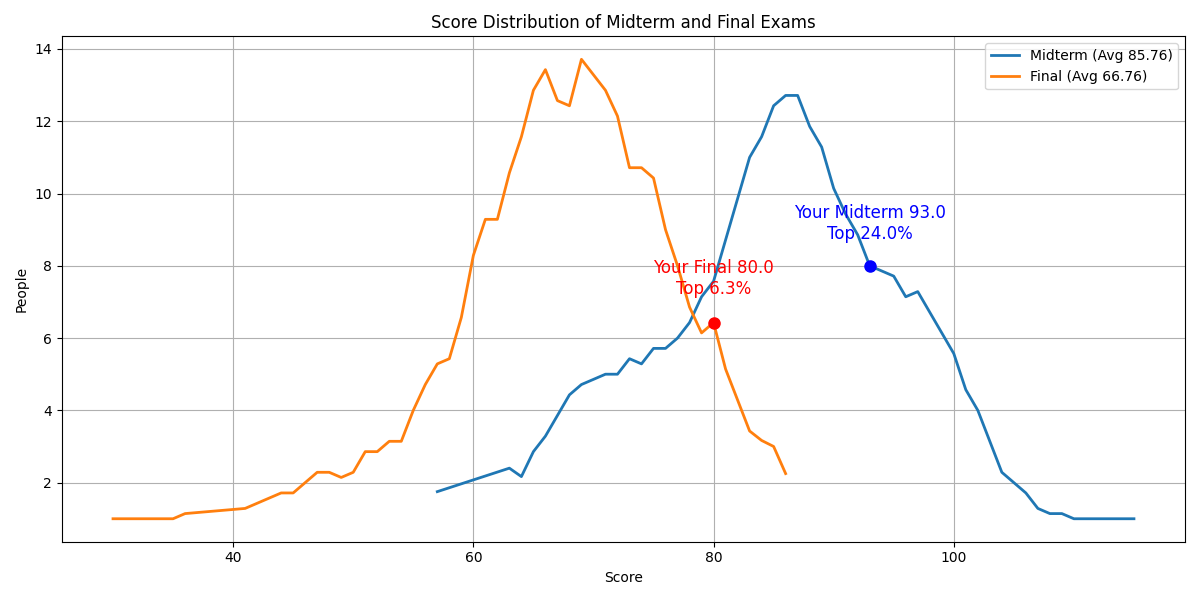 Score Distribution of Midterm and Final Exams
Midterm (Avg 85.76)
Final (Avg 66.76)
14
12
10
8
6
4
2
People
Your Midterm 93.0
Top 24.0%
Your Final 80.0
Top 6.3%
40
60
80
100
Score